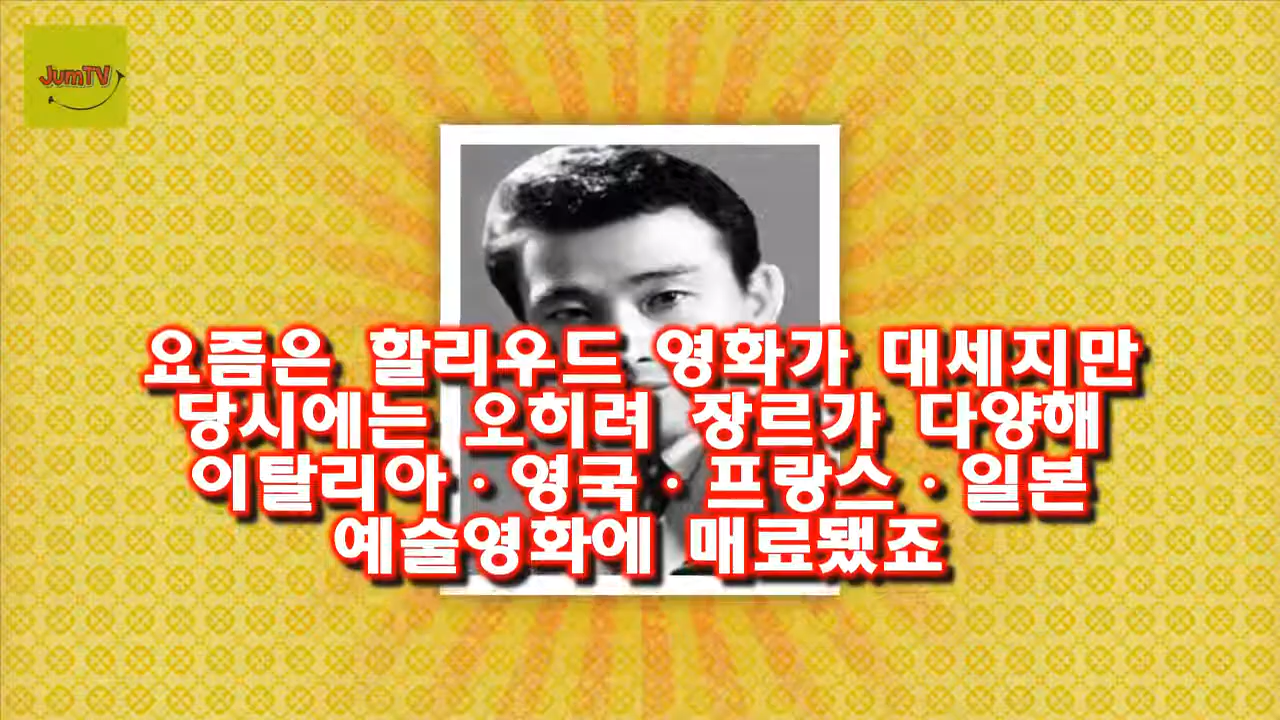 JumTV
요즘은 할리우드 영화가 대세지만
당시에는 오히려 장르가 다양해
이탈리아·영국·프랑스·일본
예술영화에 매료됐죠